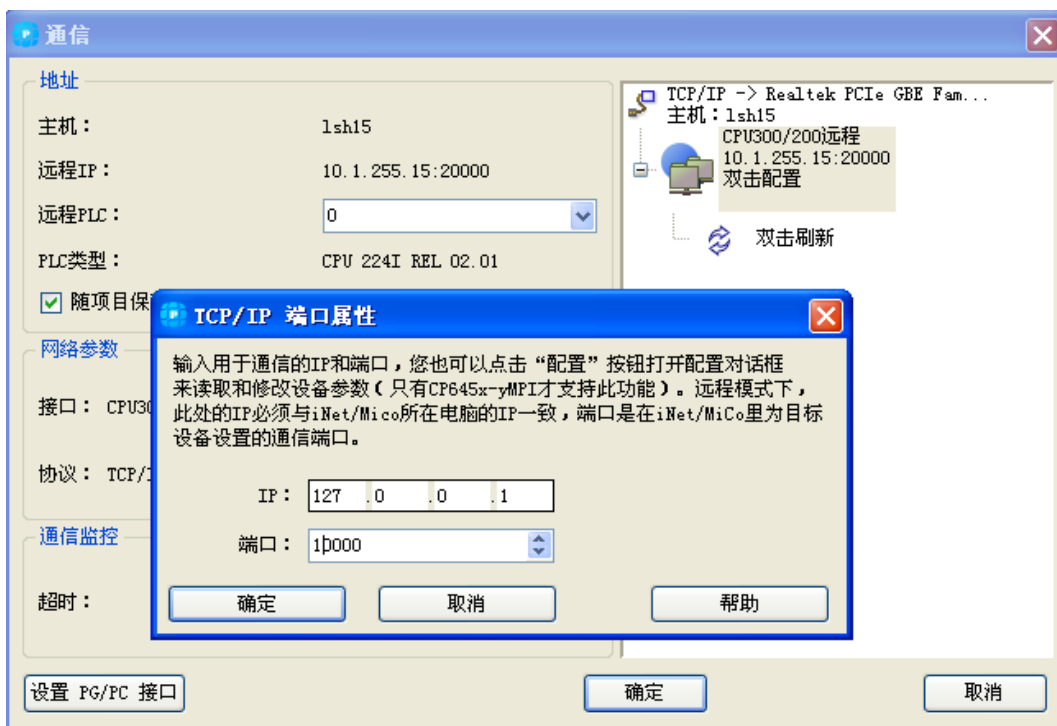 通信
地址
主机：
lsh15
远程IP：
10.1.255.15:20000
远程PLC：
0
PLC类型：
CPU 224I REL 02.01
随项目保
网络参数
接口： CPU30
协议： TCP/I
通信监控
超时：
TCP/IP -> Realtek PCIe GBE Fam...
主机：lsh15
CPU300/200远程
10.1.255.15:20000
双击配置
双击刷新
TCP/IP 端口属性
输入用于通信的IP和端口，您也可以点击“配置”按钮打开配置对话框
来读取和修改设备参数（只有CP645x-yMPI才支持此功能）。远程模式下，
此处的IP必须与iNet/Mico所在电脑的IP一致，端口是在iNet/MiCo里为目标
设备设置的通信端口。
IP： 127 .0 .0 .1
端口： 10000
确定
取消
帮助
设置 PG/PC 接口
确定
取消